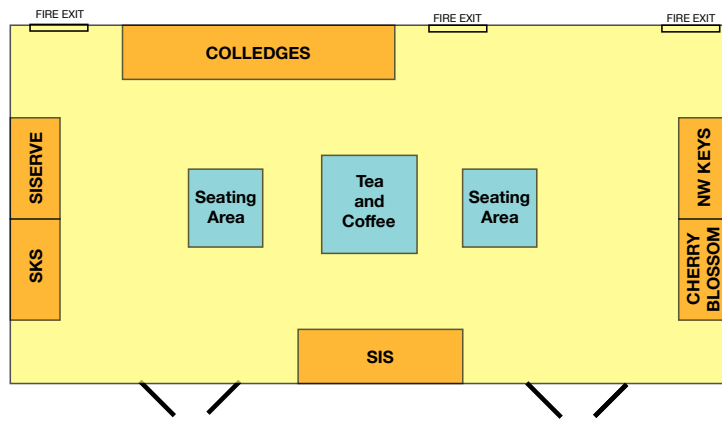 FIRE EXIT
FIRE EXIT
FIRE EXIT
COLLEDGES
SISERVE
SKS
Seating
Area
Tea
and
Coffee
Seating
Area
NW KEYS
CHERRY
BLOSSOM
SIS